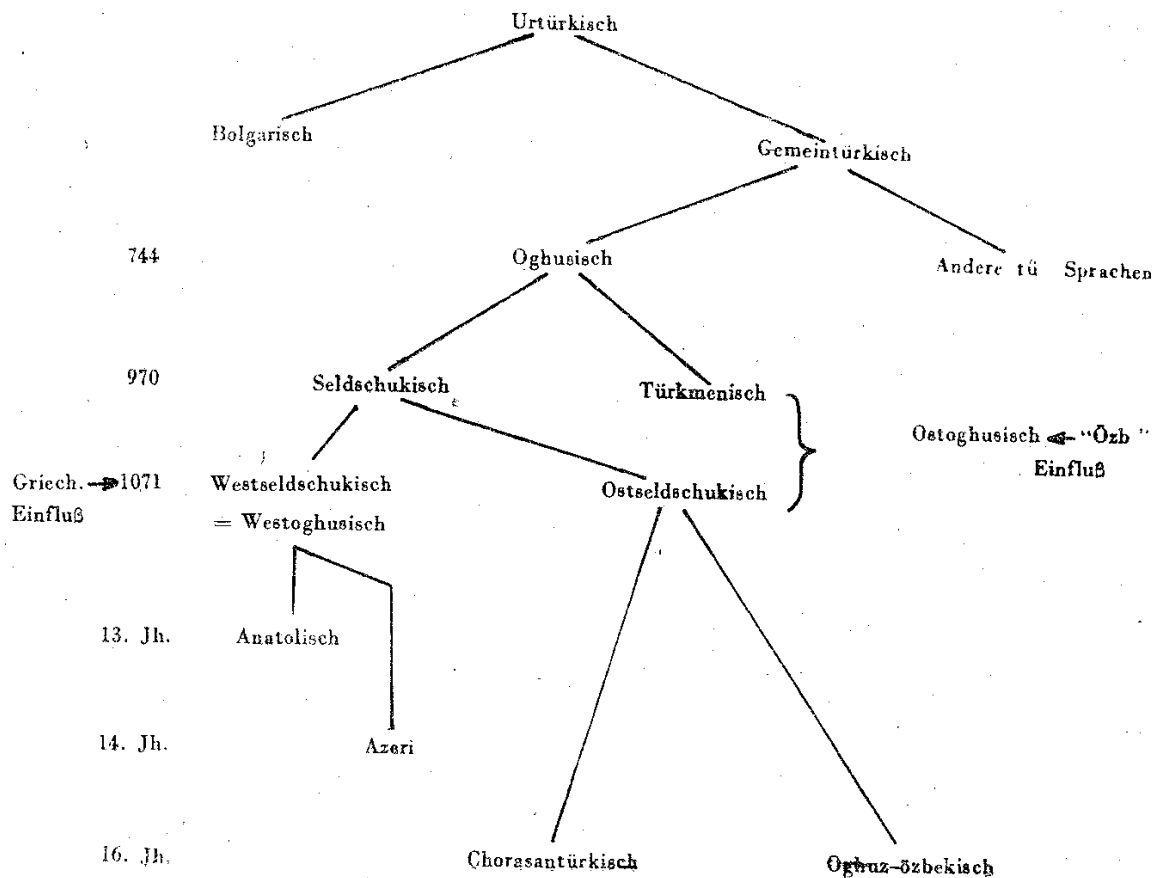 Urtürkisch
Bolgarisch
Gemeintürkisch
744
Oghusisch
Andere tü Sprachen
970
Seldschukisch
Türkmenisch
Ostoghusisch ← "Özb"
Einfluß
Griech. → 1071
Einfluß
Westseldschukisch
= Westoghusisch
Ostseldschukisch
13. Jh.
Anatolisch
14. Jh.
Azeri
16. Jh.
Chorasantürkisch
Oghuz-özbekisch